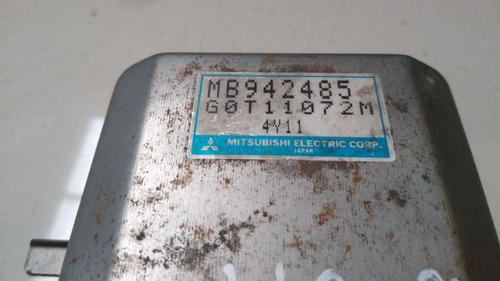 MB942485
G0T11072M
4Y11
MITSUBISHI ELECTRIC CORP.
JAPAN